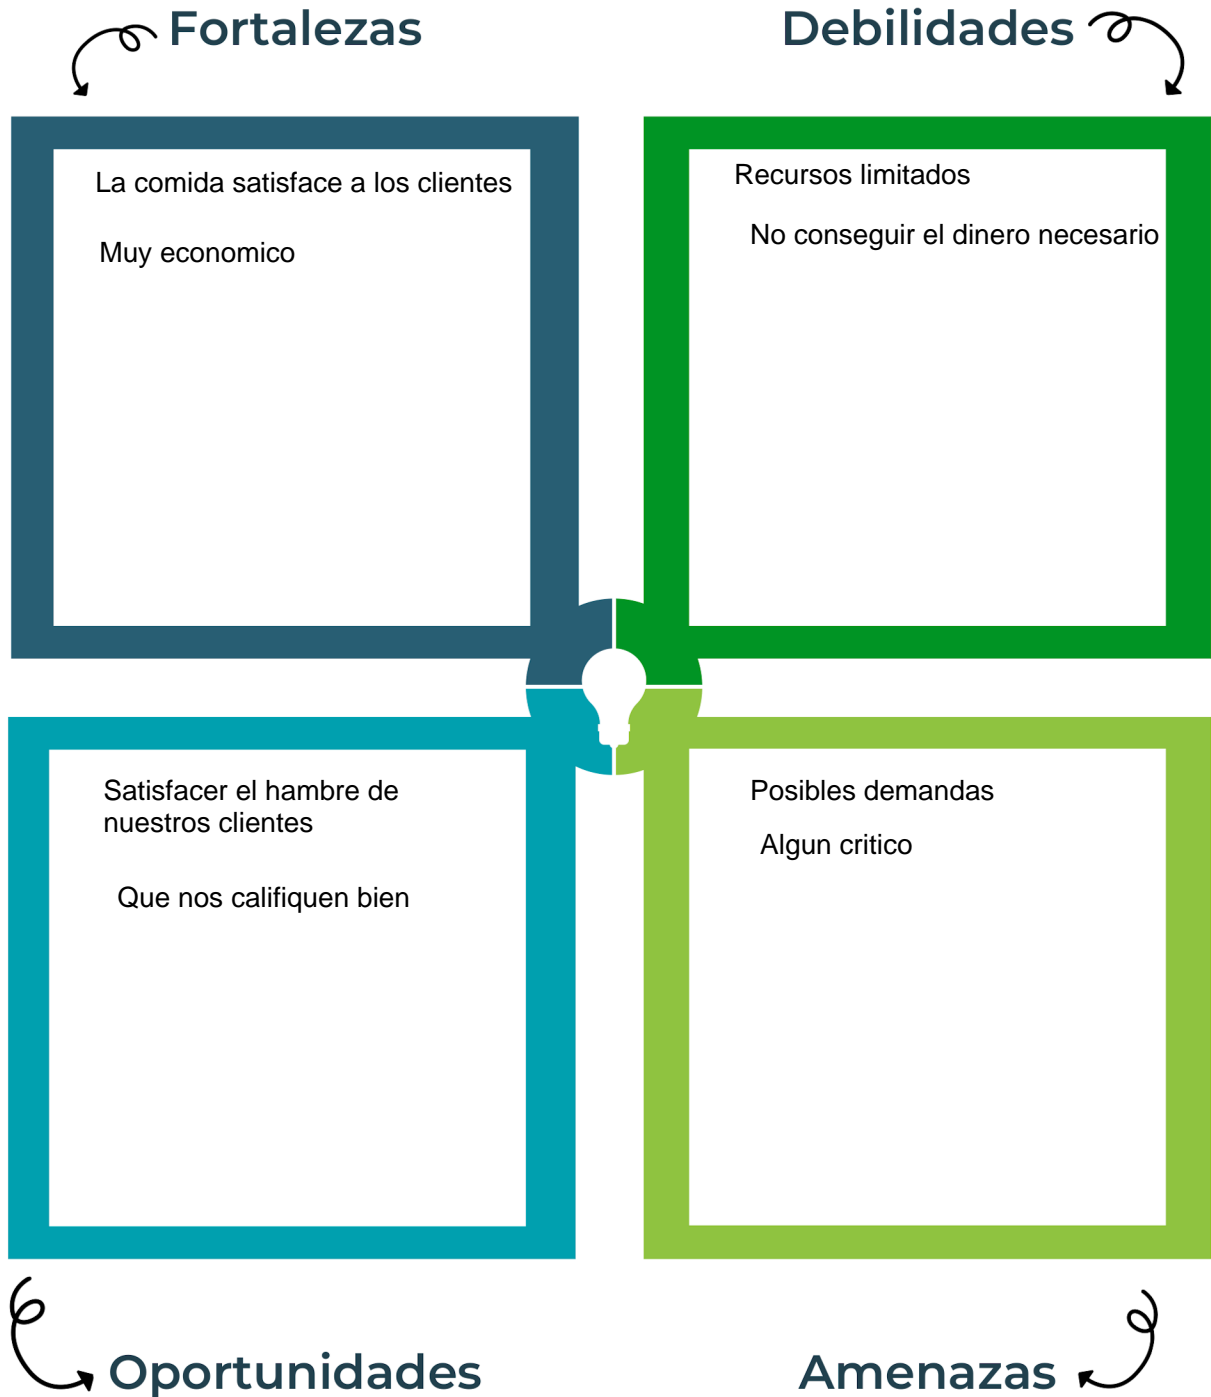 Fortalezas
Debilidades
La comida satisface a los clientes
Muy economico
Recursos limitados
No conseguir el dinero necesario
Satisfacer el hambre de
nuestros clientes
Que nos califiquen bien
Posibles demandas
Algun critico
Oportunidades
Amenazas